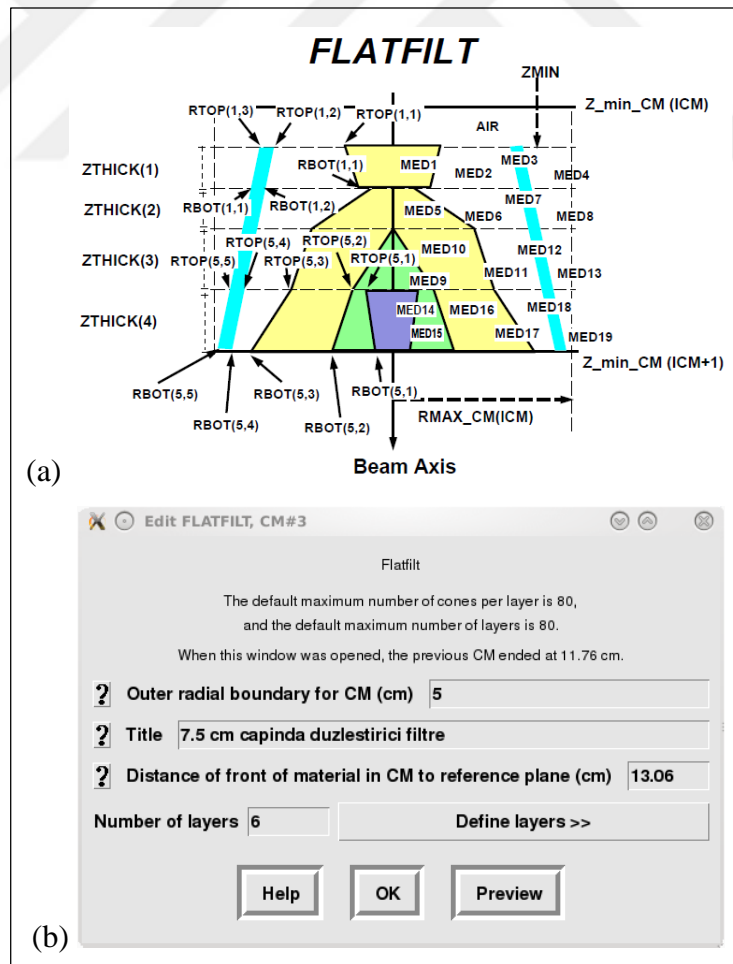 FLATFILT
ZMIN
Z_min_CM (ICM)
RTOP(1,3)
RTOP(1,2)
RTOP(1,1)
AIR
ZTHICK(1)
RBOT(1,1)
MED1
MED2
MED3
MED4
ZTHICK(2)
RBOT(1,1)
RBOT(1,2)
MED5
MED6
MED7
MED8
RTOP(5,4)
RTOP(5,2)
ZTHICK(3)
RTOP(5,5)
RTOP(5,3)
RTOP(5,1)
MED10
MED9
MED11
MED12
MED13
ZTHICK(4)
MED14
MED15
MED16
MED17
MED18
MED19
Z_min_CM (ICM+1)
RBOT(5,5)
RBOT(5,4)
RBOT(5,3)
RBOT(5,2)
RBOT(5,1)
RMAX_CM(ICM)
Beam Axis
(a)
Edit FLATFILT, CM#3
Flatfilt
The default maximum number of cones per layer is 80,
and the default maximum number of layers is 80.
When this window was opened, the previous CM ended at 11.76 cm.
? Outer radial boundary for CM (cm) 5
? Title 7.5 cm capinda duzlestirici filtre
? Distance of front of material in CM to reference plane (cm) 13.06
Number of layers 6 Define layers >>
Help OK Preview
(b)